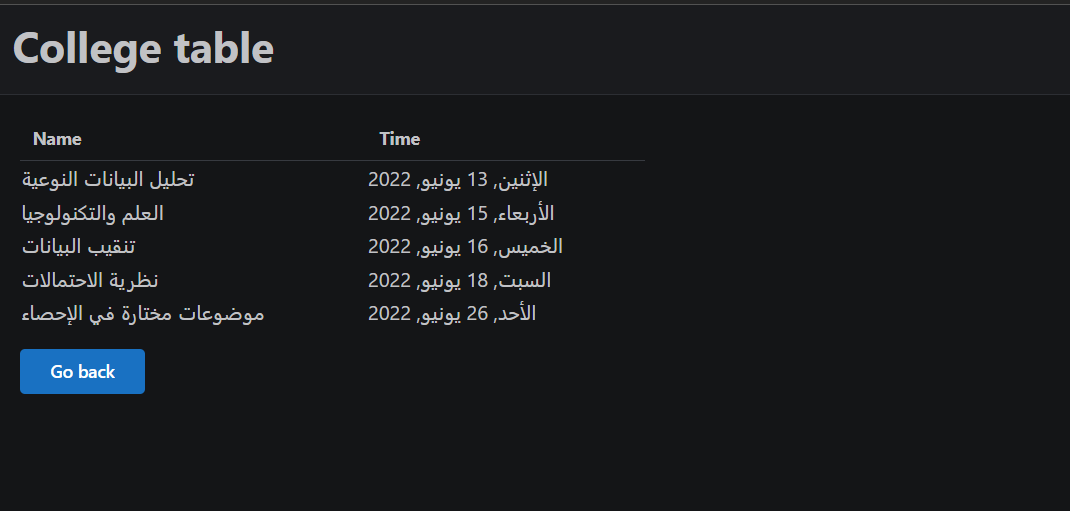 College table
Name Time
تحليل البيانات النوعية الإثنين, 13 يونيو, 2022
العلم والتكنولوجيا الأربعاء, 15 يونيو, 2022
تنقيب البيانات الخميس, 16 يونيو, 2022
نظرية الاحتمالات السبت, 18 يونيو, 2022
موضوعات مختارة في الإحصاء الأحد, 26 يونيو, 2022
Go back